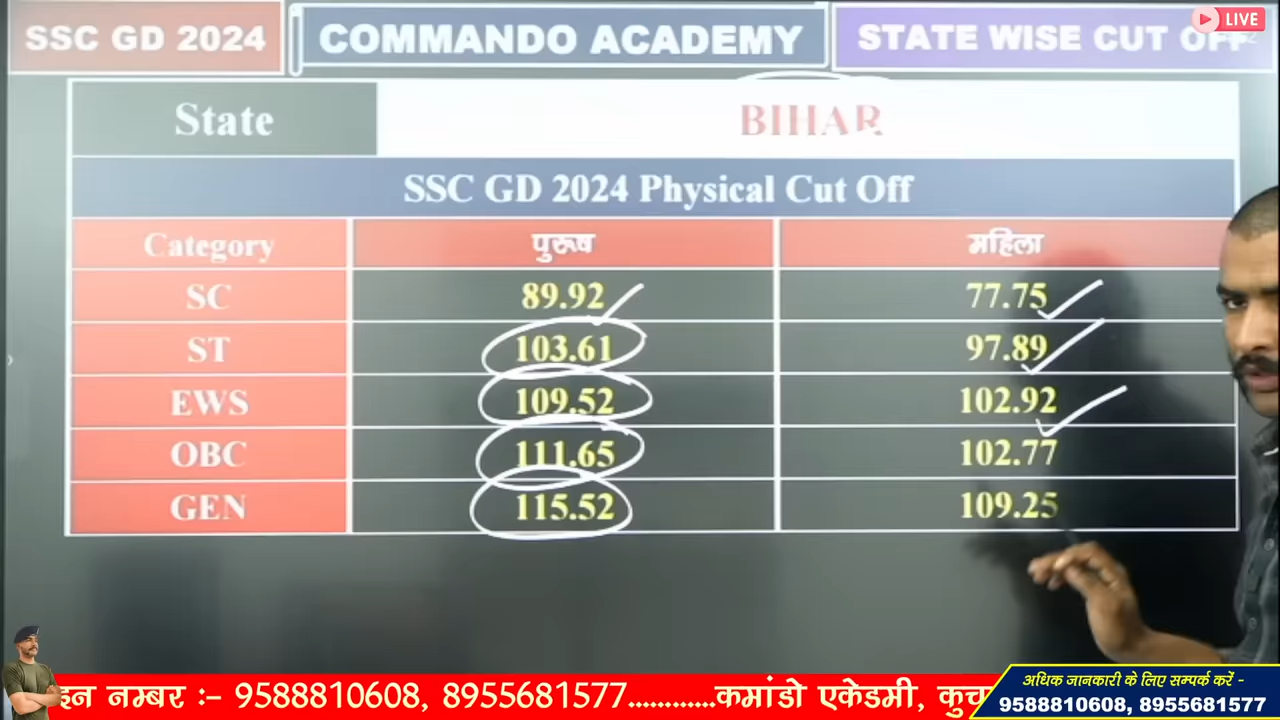 SSC GD 2024
COMMANDO ACADEMY
STATE WISE CUT OFF
LIVE
State BIHAR
SSC GD 2024 Physical Cut Off
Category पुरूष महिला
SC 89.92 77.75
ST 103.61 97.89
EWS 109.52 102.92
OBC 111.65 102.77
GEN 115.52 109.25
इन नम्बर :- 9588810608, 8955681577............कमांडो एकेडमी, कुच
अधिक जानकारी के लिए सम्पर्क करें -
9588810608, 8955681577